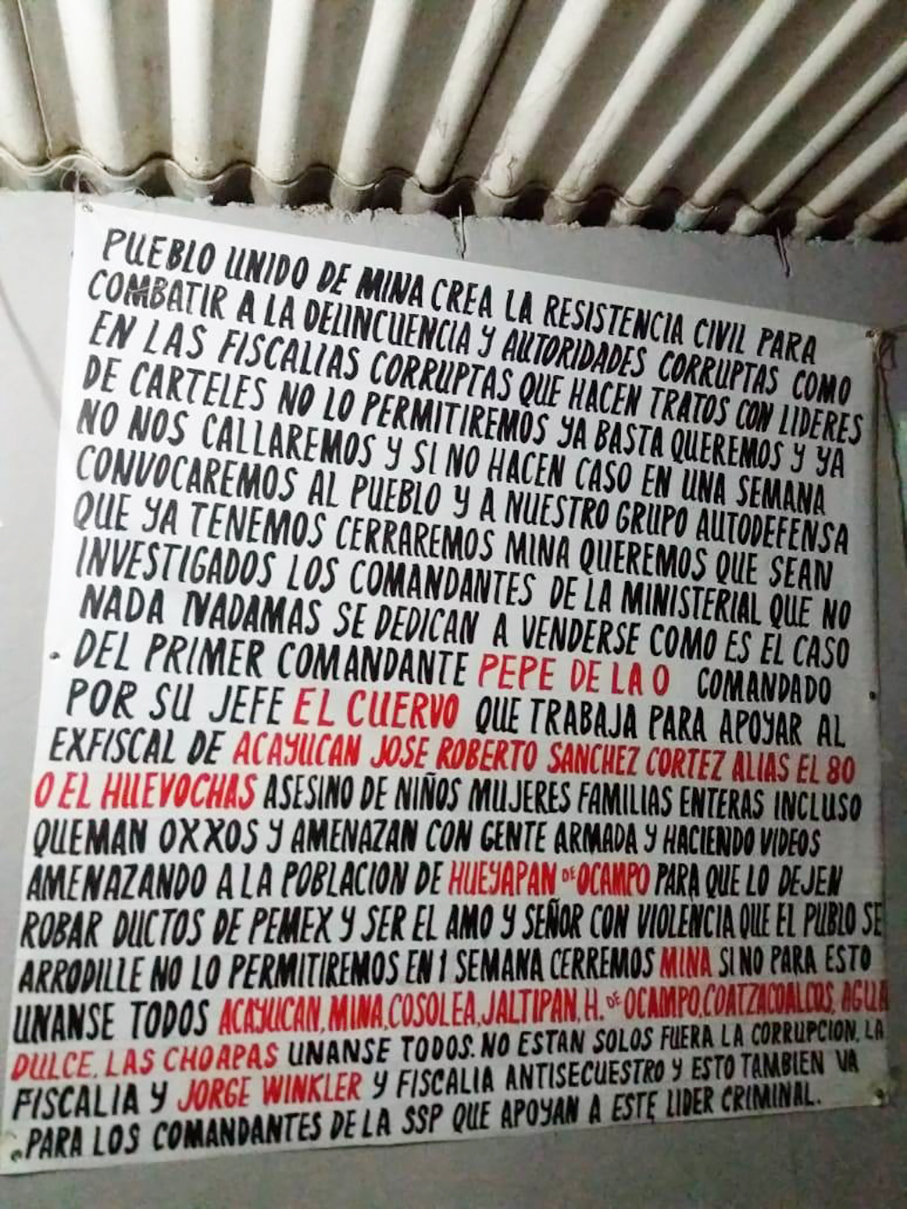 PUEBLO UNIDO DE MINA CREA LA RESISTENCIA CIVIL PARA
COMBATIR A LA DELINCUENCIA Y AUTORIDADES CORRUPTAS COMO
EN LAS FISCALIAS CORRUPTAS QUE HACEN TRATOS CON LIDERES
DE CARTELES NO LO PERMITIREMOS YA BASTA QUEREMOS Y YA
NO NOS CALLAREMOS Y SI NO HACEN CASO EN UNA SEMANA
CONVOCAREMOS AL PUEBLO Y A NUESTRO GRUPO AUTODEFENSA
QUE YA TENEMOS CERRAREMOS MINA QUEREMOS QUE SEAN
INVESTIGADOS LOS COMANDANTES DE LA MINISTERIAL QUE NO
NADA NADAMAS SE DEDICAN A VENDERSE COMO ES EL CASO
DEL PRIMER COMANDANTE PEPE DE LA O COMANDADO
POR SU JEFE EL CUERVO QUE TRABAJA PARA APOYAR AL
EXFISCAL DE ACAYUCAN JOSE ROBERTO SANCHEZ CORTEZ ALIAS EL 80
O EL HUEVOCHAS ASESINO DE NIÑOS MUJERES FAMILIAS ENTERAS INCLUSO
QUEMAN OXXOS Y AMENAZAN CON GENTE ARMADA Y HACIENDO VIDEOS
AMENAZANDO A LA POBLACION DE HUEYAPAN DE OCAMPO PARA QUE LO DEJEN
ROBAR DUCTOS DE PEMEX Y SER EL AMO Y SEÑOR CON VIOLENCIA QUE EL PUBLO SE
ARRODILLE NO LO PERMITIREMOS EN 1 SEMANA CERREMOS MINA SI NO PARA ESTO
UNANSE TODOS ACAYUCAN, MINA, COSOLEA, JALTIPAN, H. DE OCAMPO, COATZACOALCOS, AGUA
DULCE, LAS CHOAPAS UNANSE TODOS. NO ESTAN SOLOS FUERA LA CORRUPCION, LA
FISCALIA Y JORGE WINKLER Y FISCALIA ANTISECUESTRO Y ESTO TAMBIEN VA
PARA LOS COMANDANTES DE LA SSP QUE APOYAN A ESTE LIDER CRIMINAL.